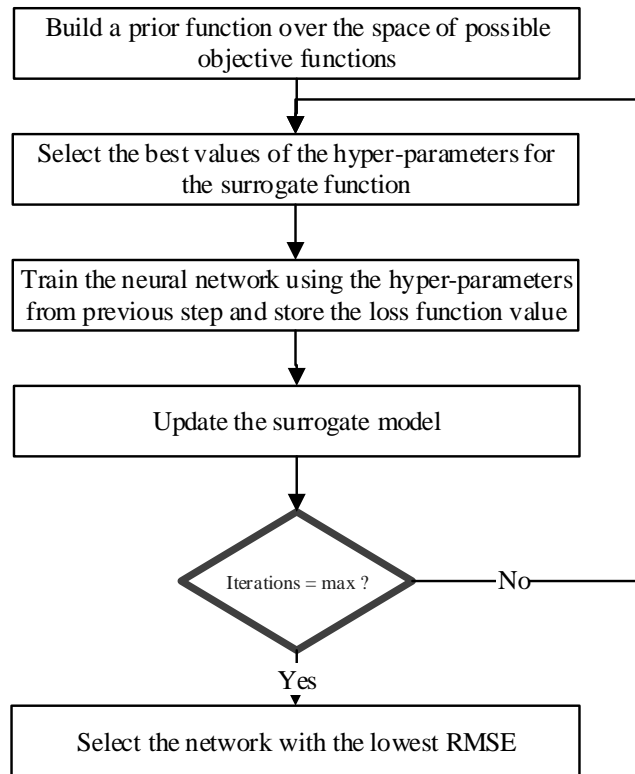 Build a prior function over the space of possible
objective functions
Select the best values of the hyper-parameters for
the surrogate function
Train the neural network using the hyper-parameters
from previous step and store the loss function value
Update the surrogate model
Iterations = max ?
No
Yes
Select the network with the lowest RMSE